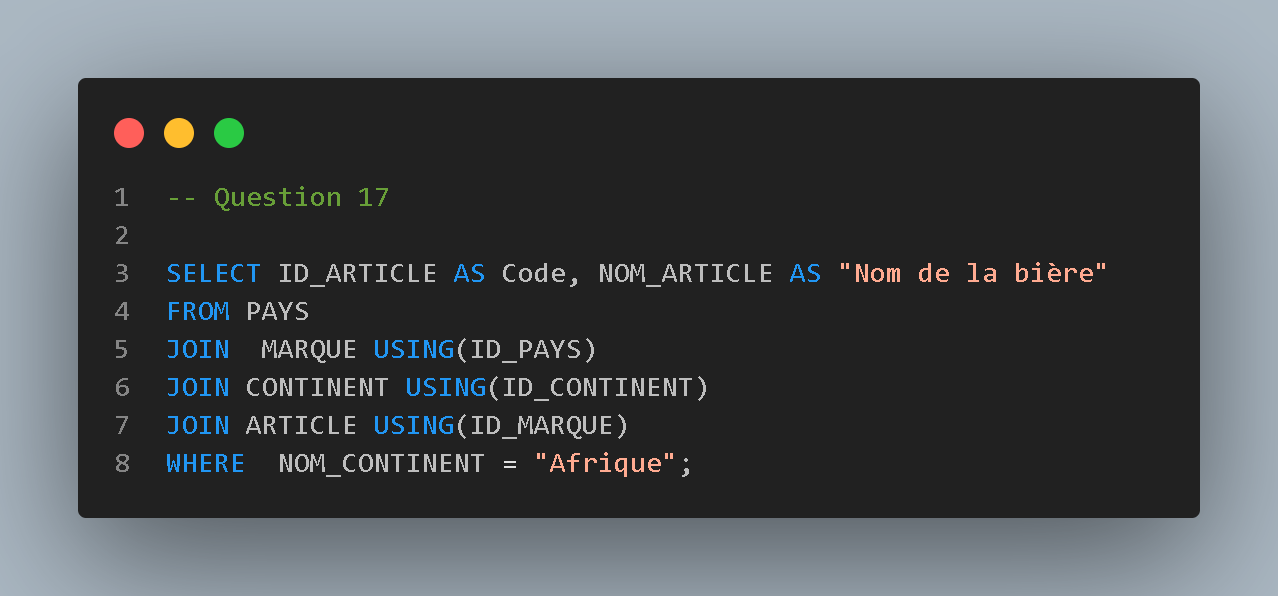 1 -- Question 17
2
3 SELECT ID_ARTICLE AS Code, NOM_ARTICLE AS "Nom de la bière"
4 FROM PAYS
5 JOIN  MARQUE USING(ID_PAYS)
6 JOIN CONTINENT USING(ID_CONTINENT)
7 JOIN ARTICLE USING(ID_MARQUE)
8 WHERE  NOM_CONTINENT = "Afrique";